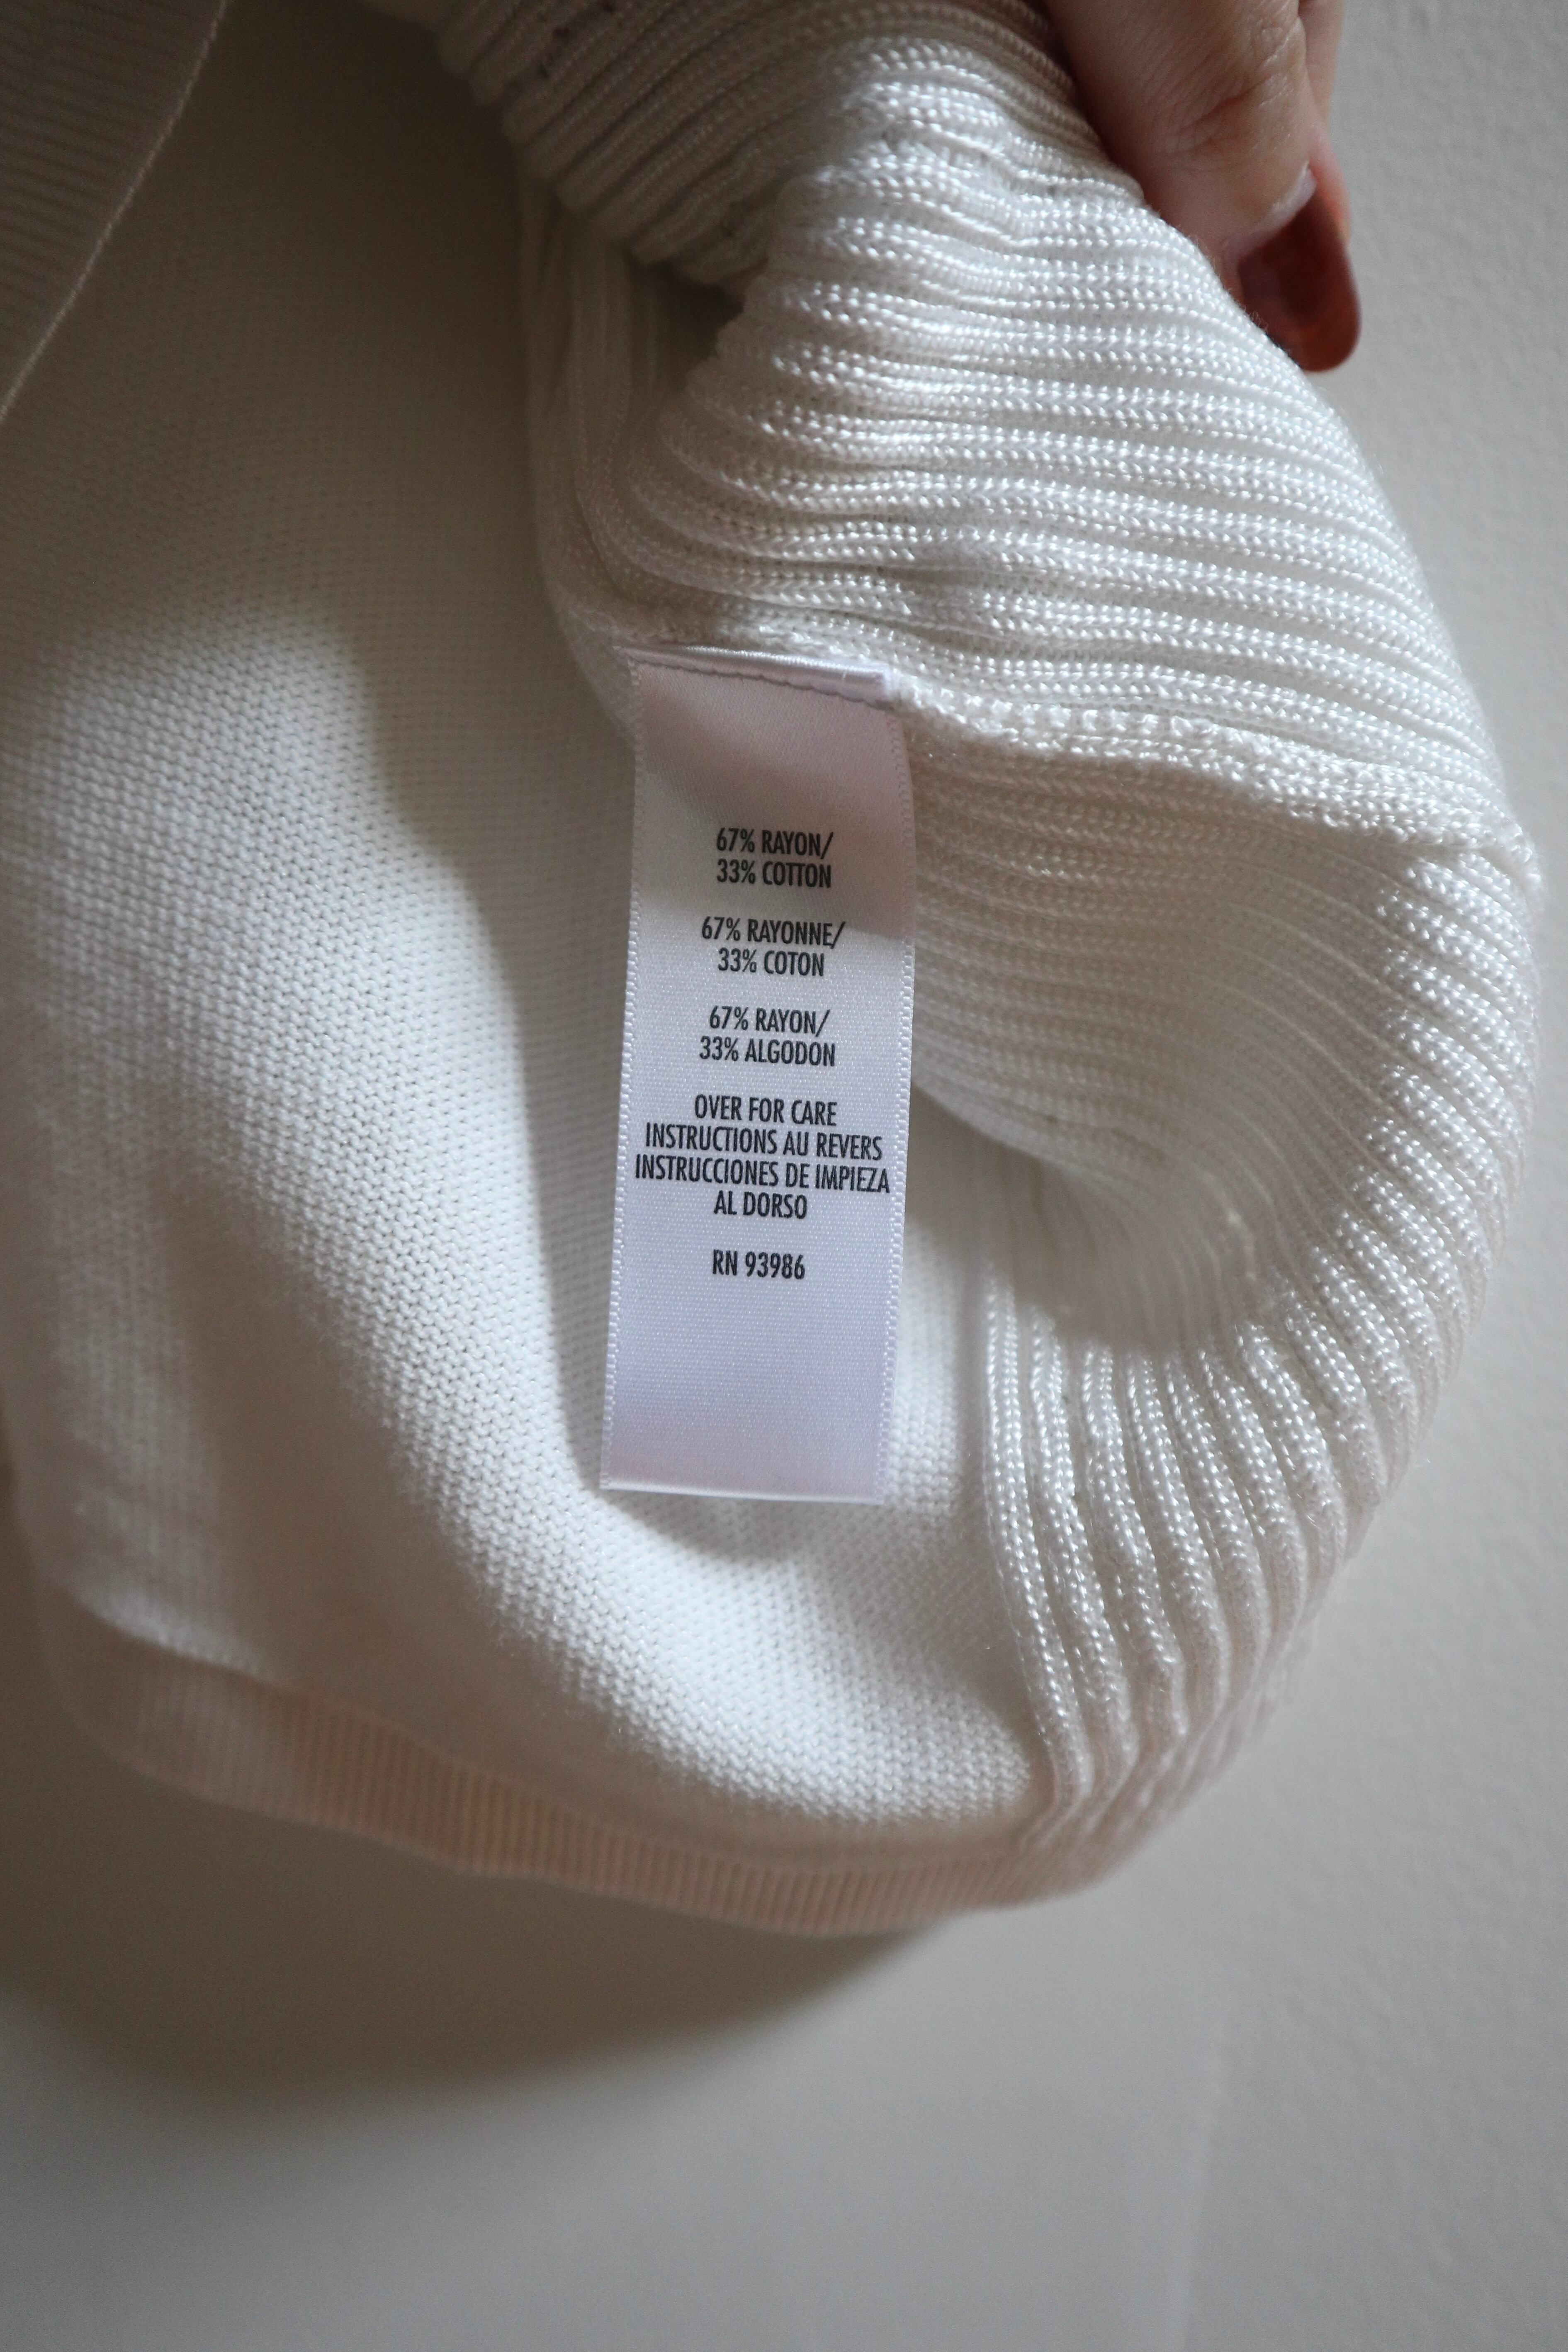 67% RAYON/
33% COTTON
67% RAYONNE/
33% COTON
67% RAYON/
33% ALGODON
OVER FOR CARE
INSTRUCTIONS AU REVERS
INSTRUCCIONES DE IMPIEZA
AL DORSO
RN 93986